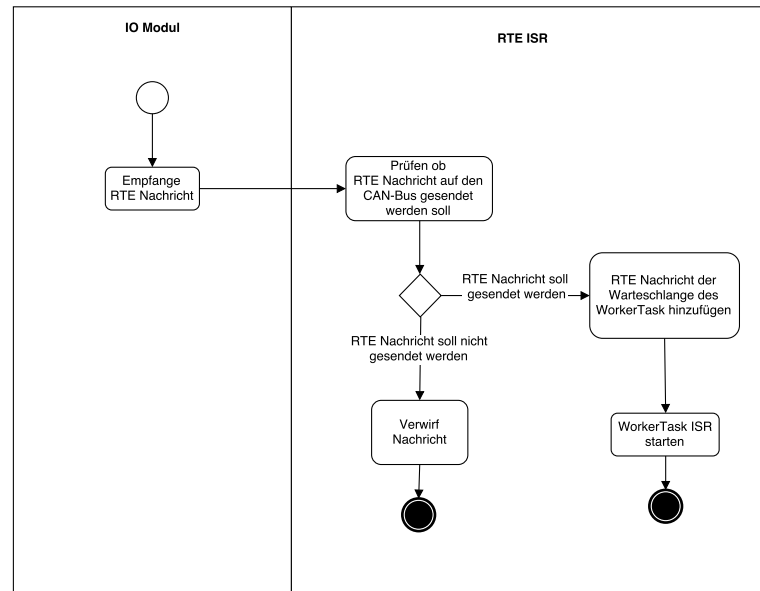 IO Modul
RTE ISR
Empfange
RTE Nachricht
Prüfen ob
RTE Nachricht auf den
CAN-Bus gesendet
werden soll
RTE Nachricht soll
gesendet werden
RTE Nachricht der
Warteschlange des
WorkerTask hinzufügen
RTE Nachricht soll nicht
gesendet werden
Verwirf
Nachricht
WorkerTask ISR
starten